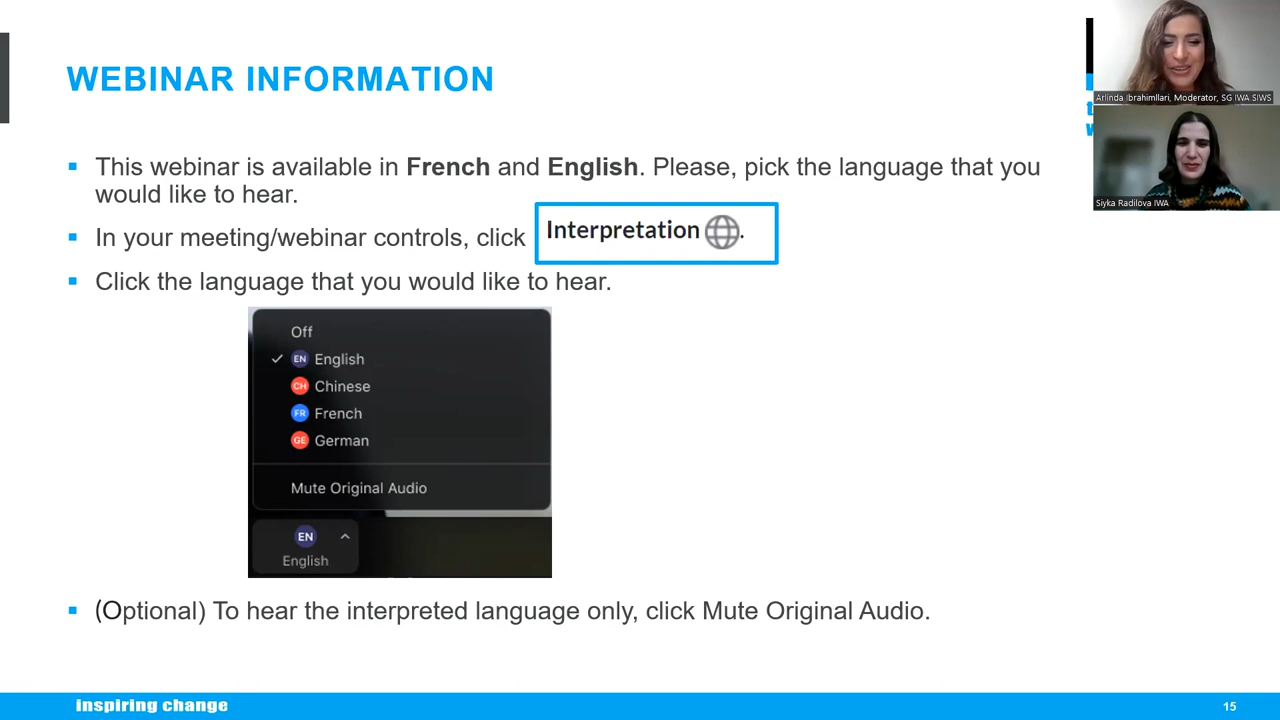 WEBINAR INFORMATION
Arlinda Ibrahimllari, Moderator, SG IWA SIWS
Siyka Radilova IWA
This webinar is available in French and English. Please, pick the language that you
would like to hear.
In your meeting/webinar controls, click Interpretation .
Click the language that you would like to hear.
Off
EN English
CH Chinese
FR French
GE German
Mute Original Audio
EN
English
(Optional) To hear the interpreted language only, click Mute Original Audio.
inspiring change
15